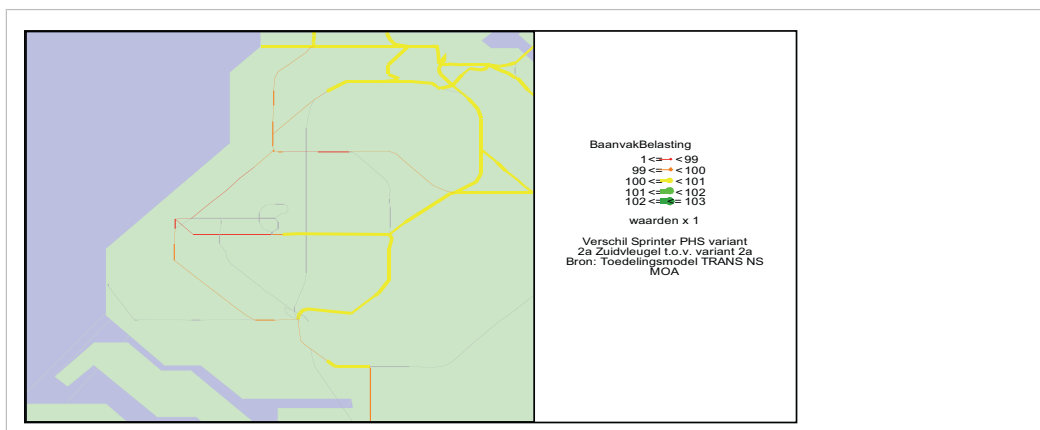 BaanvakBelasting
1 <= < 99
99 <= < 100
100 <= < 101
101 <= < 102
102 <= <= 103
waarden x 1
Verschil Sprinter PHS variant
2a Zuidvleugel t.o.v. variant 2a
Bron: Toedelingsmodel TRANS NS
MOA